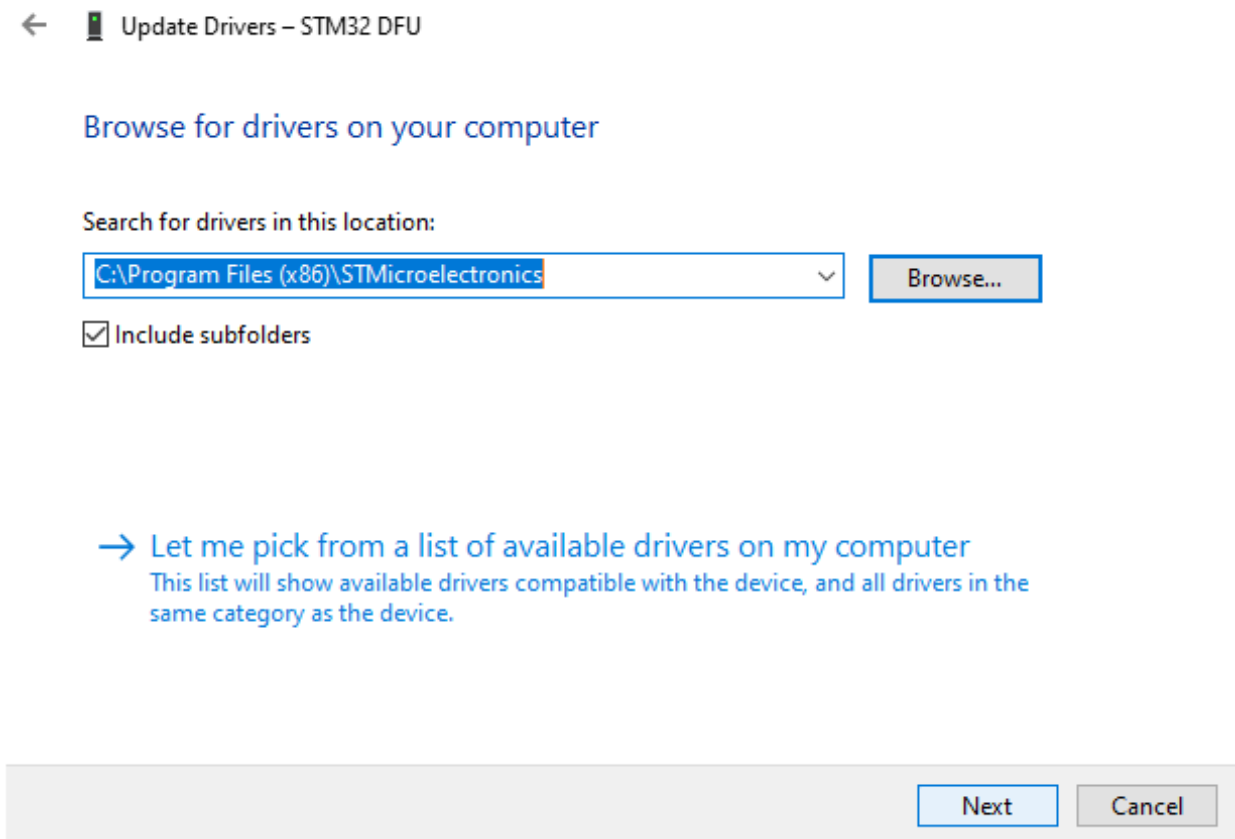 Update Drivers – STM32 DFU
Browse for drivers on your computer
Search for drivers in this location:
C:\Program Files (x86)\STMicroelectronics
Browse...
Include subfolders
Let me pick from a list of available drivers on my computer
This list will show available drivers compatible with the device, and all drivers in the
same category as the device.
Next
Cancel